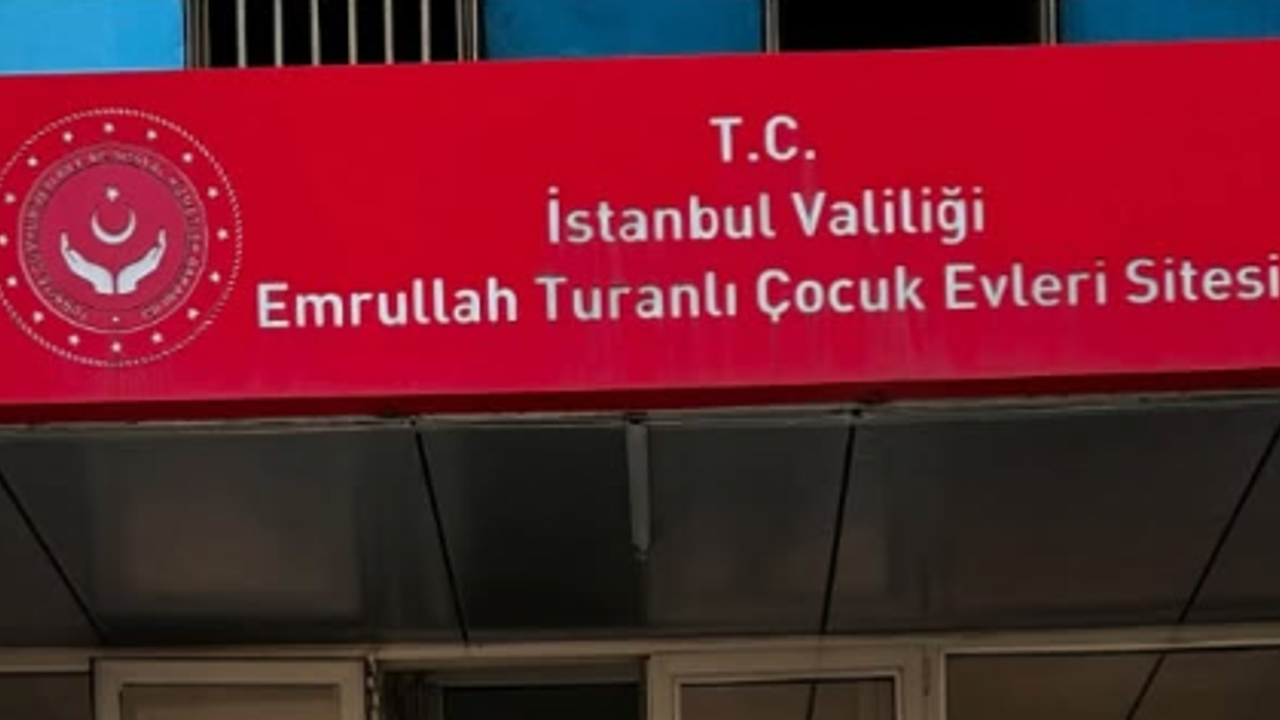 T.C.
İstanbul Valiliği
Emrullah Turanlı Çocuk Evleri Sitesi